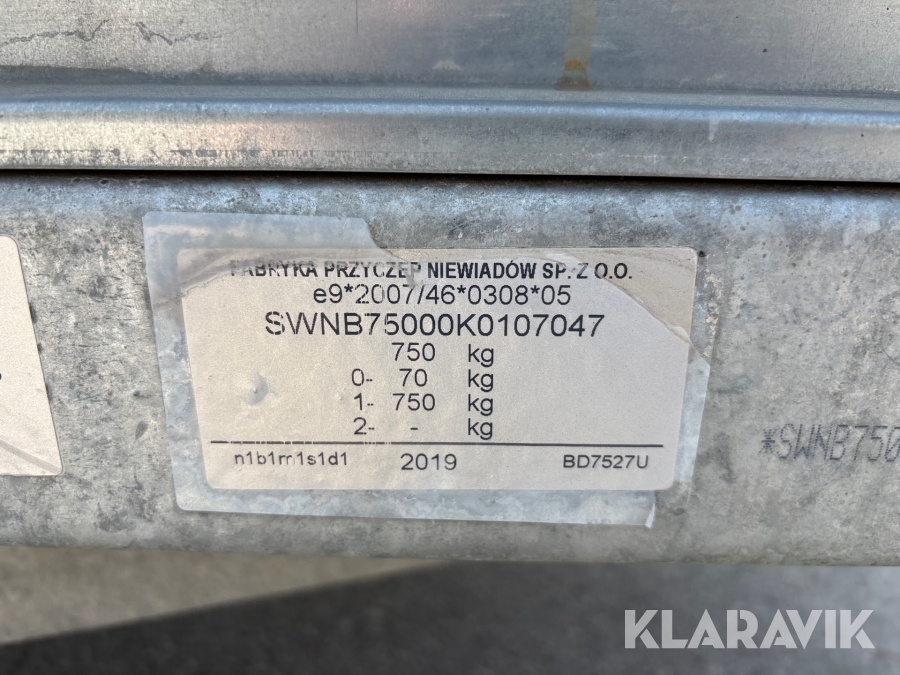 FABRYKA PRZYCZEP NIEWIADÓW SP. Z O.O.
e9*2007/46*0308*05
SWNB75000K0107047
750 kg
0- 70 kg
1- 750 kg
2- - kg
n1b1m1s1d1 2019 BD7527U
*SWNB750
KLARAVIK